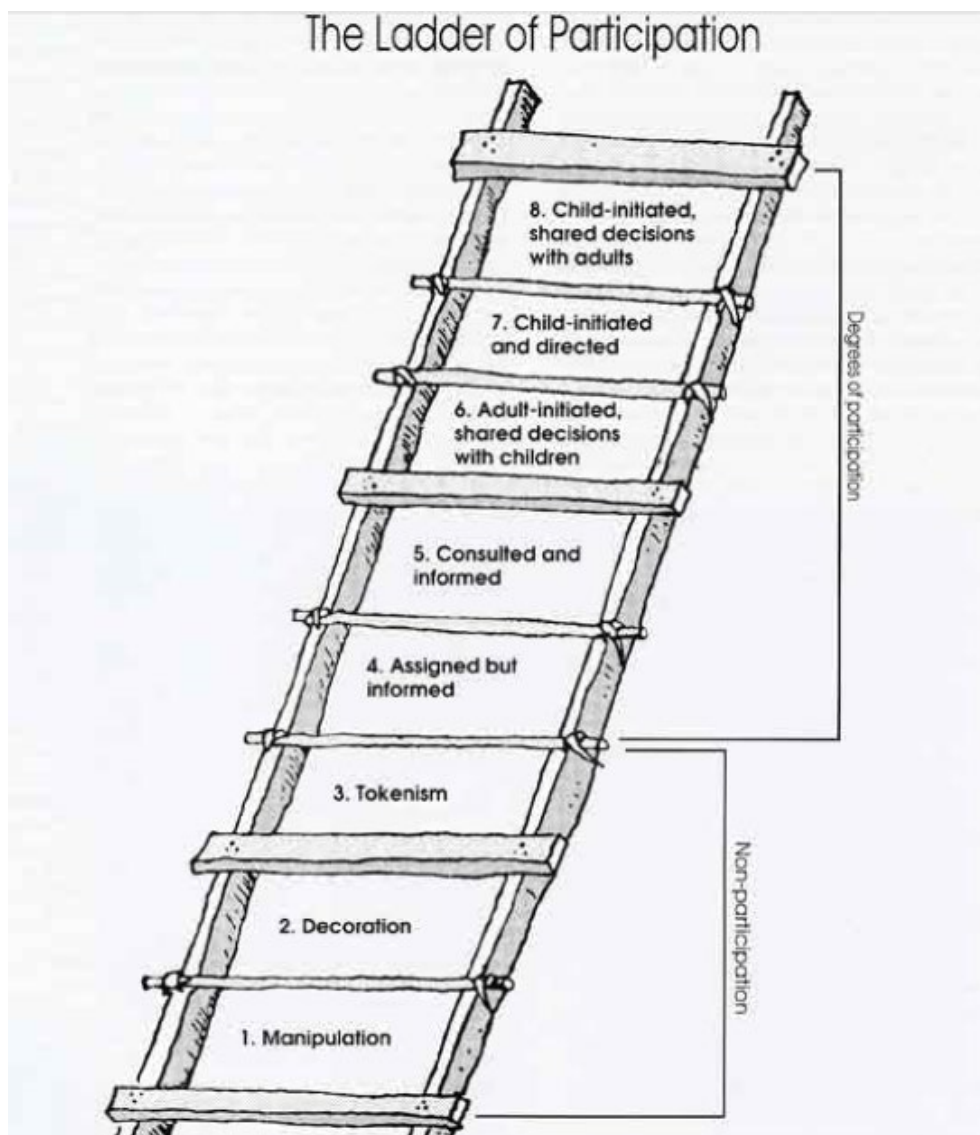 The Ladder of Participation
8. Child-initiated,
shared decisions
with adults
7. Child-initiated
and directed
6. Adult-initiated,
shared decisions
with children
5. Consulted and
informed
4. Assigned but
informed
3. Tokenism
2. Decoration
1. Manipulation
Degrees of participation
Non-participation